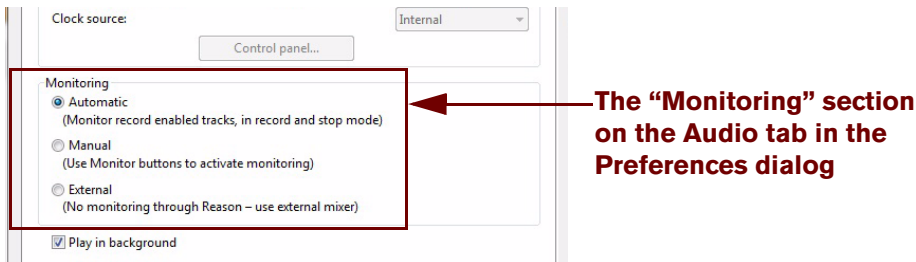 Clock source:
Internal
Control panel...
Monitoring
Automatic
(Monitor record enabled tracks, in record and stop mode)
Manual
(Use Monitor buttons to activate monitoring)
External
(No monitoring through Reason – use external mixer)
Play in background
The “Monitoring” section
on the Audio tab in the
Preferences dialog